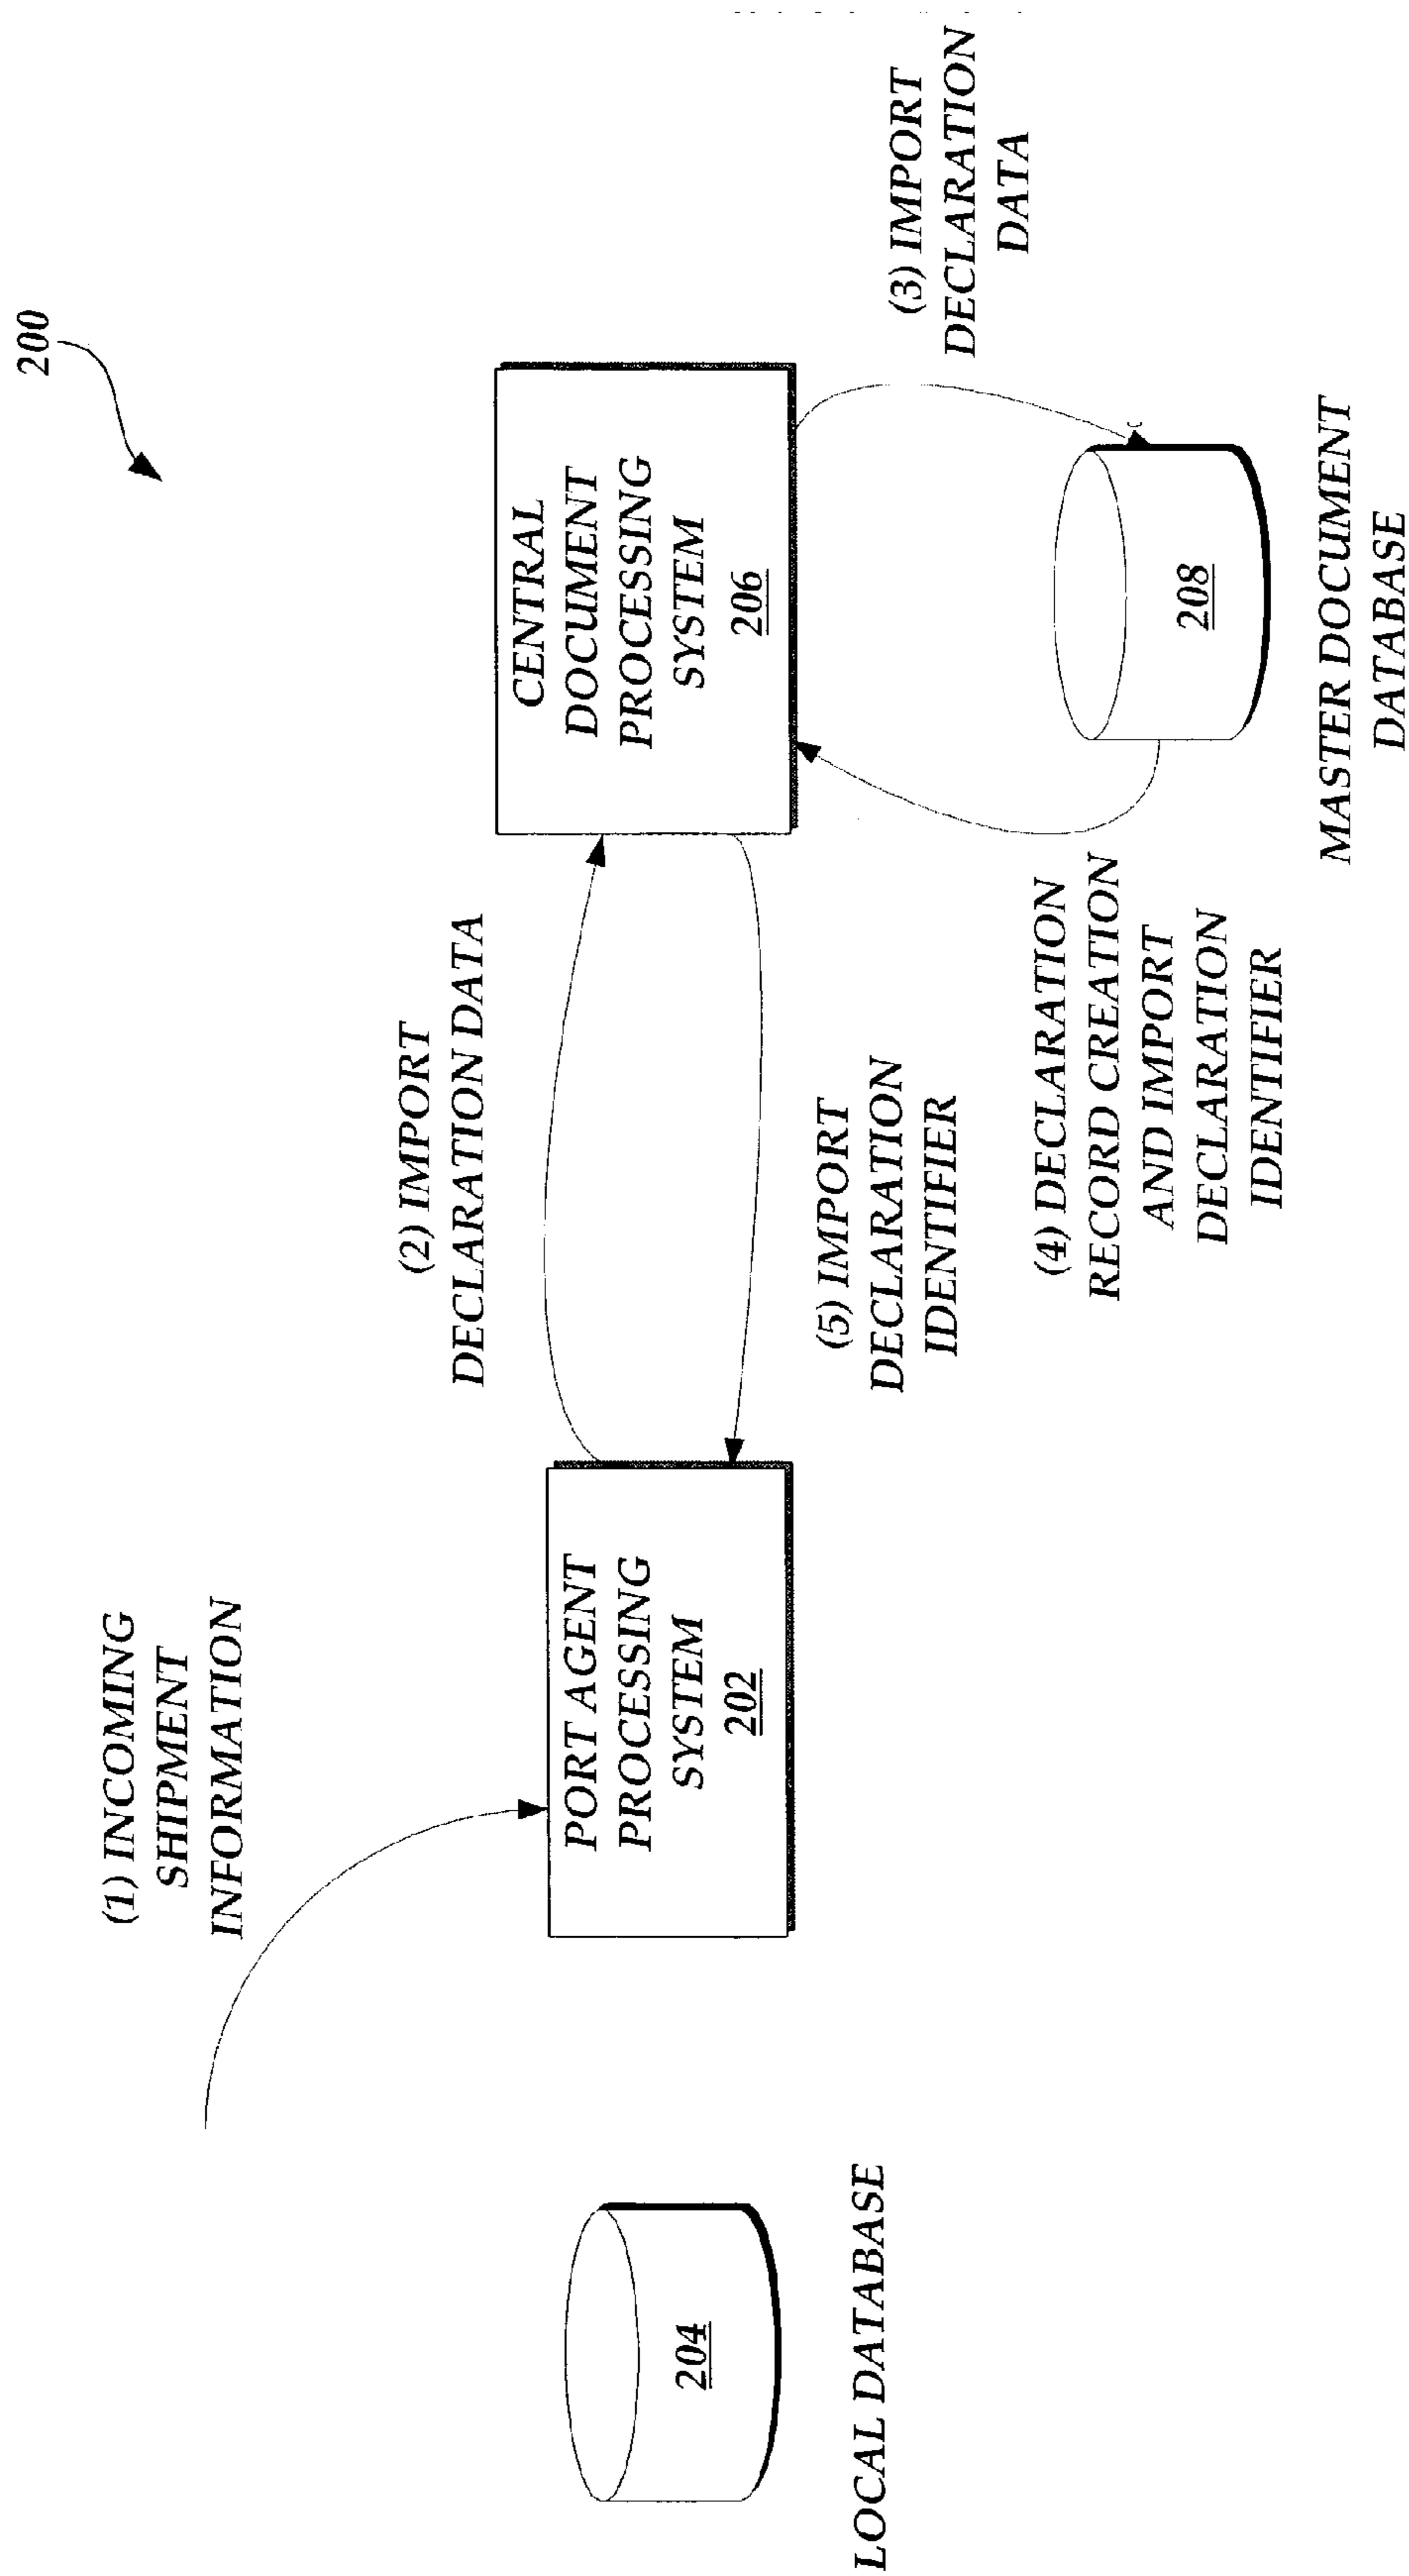 200
(1) INCOMING
SHIPMENT
INFORMATION
(2) IMPORT
DECLARATION DATA
CENTRAL
DOCUMENT
PROCESSING
SYSTEM
206
PORT AGENT
PROCESSING
SYSTEM
202
204
LOCAL DATABASE
(5) IMPORT
DECLARATION
IDENTIFIER
(3) IMPORT
DECLARATION
DATA
(4) DECLARATION
RECORD CREATION
AND IMPORT
DECLARATION
IDENTIFIER
208
MASTER DOCUMENT
DATABASE